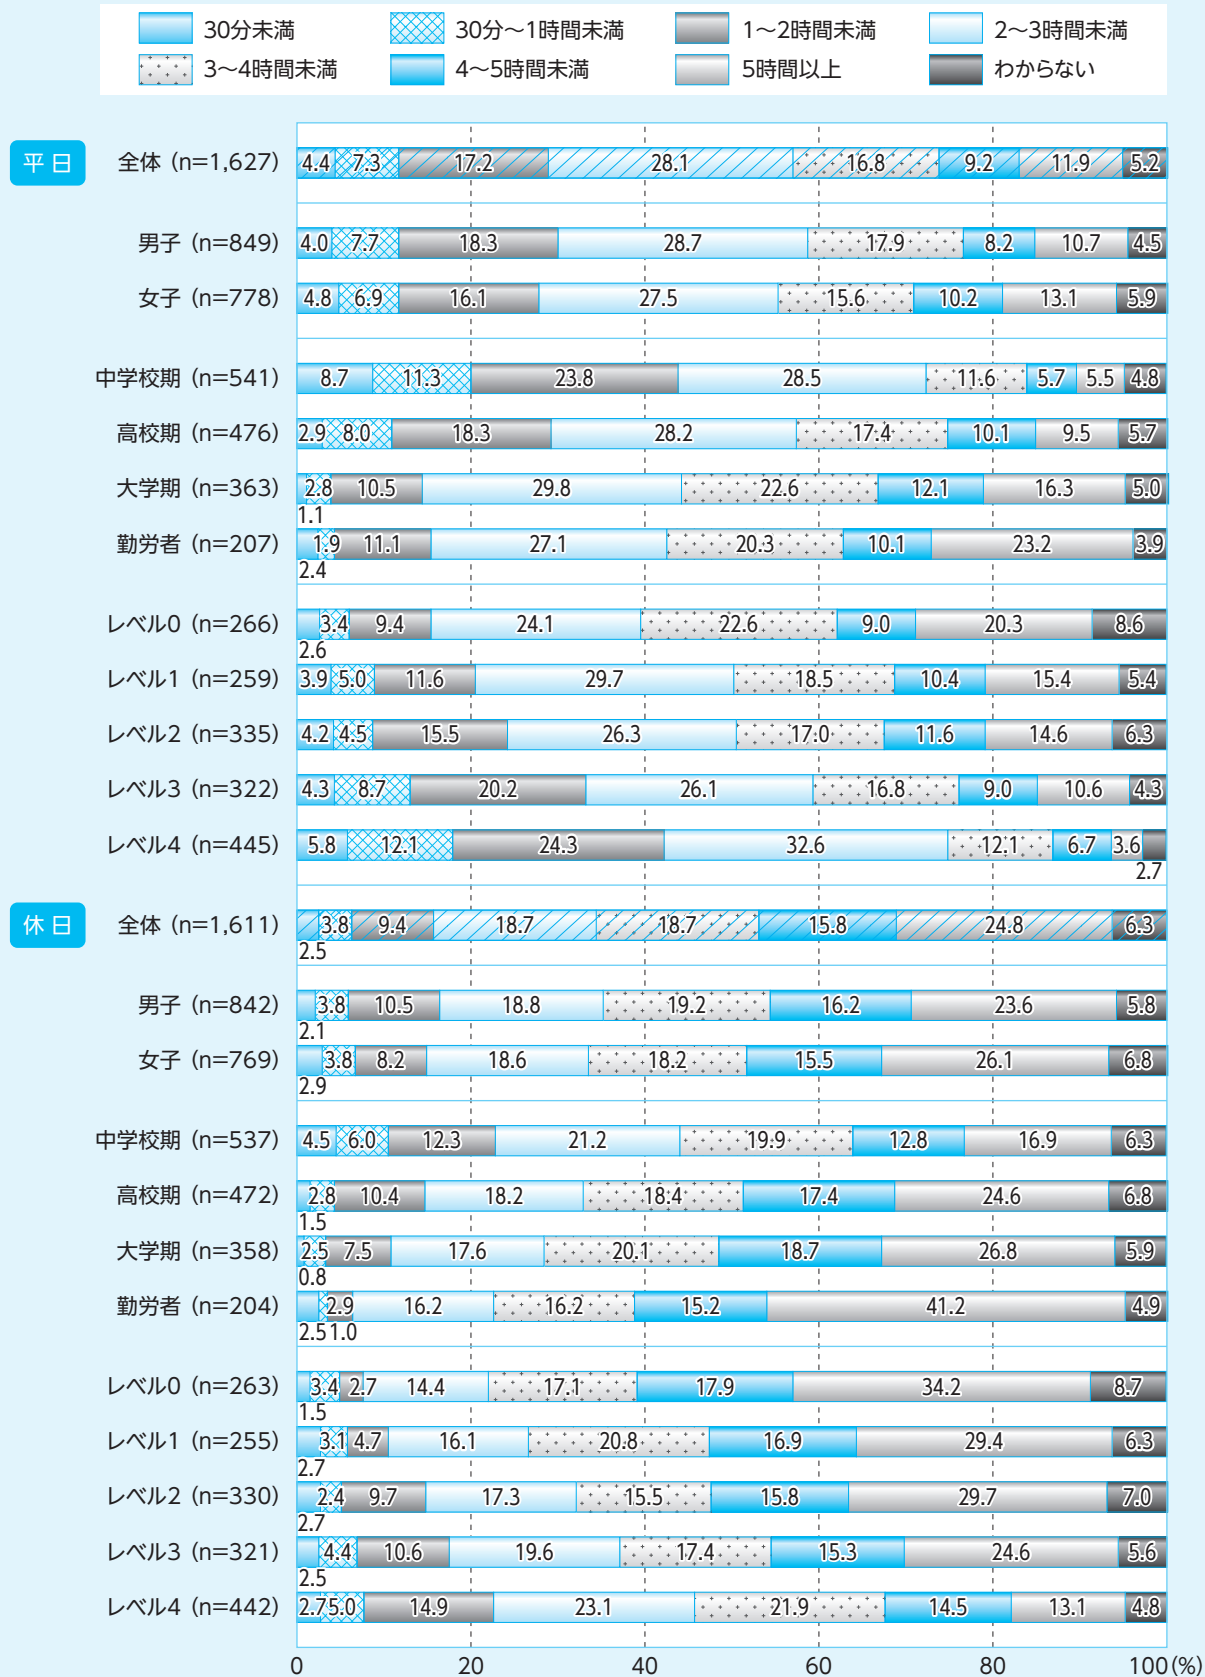 30分未満 30分～1時間未満 1～2時間未満 2～3時間未満
3～4時間未満 4～5時間未満 5時間以上 わからない
平日 全体 (n=1,627) 4.4 7.3 17.2 28.1 16.8 9.2 11.9 5.2
男子 (n=849) 4.0 7.7 18.3 28.7 17.9 8.2 10.7 4.5
女子 (n=778) 4.8 6.9 16.1 27.5 15.6 10.2 13.1 5.9
中学校期 (n=541) 8.7 11.3 23.8 28.5 11.6 5.7 5.5 4.8
高校期 (n=476) 2.9 8.0 18.3 28.2 17.4 10.1 9.5 5.7
大学期 (n=363) 2.8 10.5 29.8 22.6 12.1 16.3 5.0
1.1
勤労者 (n=207) 1.9 11.1 27.1 20.3 10.1 23.2 3.9
2.4
レベル0 (n=266) 3.4 9.4 24.1 22.6 9.0 20.3 8.6
2.6
レベル1 (n=259) 3.9 5.0 11.6 29.7 18.5 10.4 15.4 5.4
レベル2 (n=335) 4.2 4.5 15.5 26.3 17.0 11.6 14.6 6.3
レベル3 (n=322) 4.3 8.7 20.2 26.1 16.8 9.0 10.6 4.3
レベル4 (n=445) 5.8 12.1 24.3 32.6 12.1 6.7 3.6
2.7
休日 全体 (n=1,611) 3.8 9.4 18.7 18.7 15.8 24.8 6.3
2.5
男子 (n=842) 3.8 10.5 18.8 19.2 16.2 23.6 5.8
2.1
女子 (n=769) 3.8 8.2 18.6 18.2 15.5 26.1 6.8
2.9
中学校期 (n=537) 4.5 6.0 12.3 21.2 19.9 12.8 16.9 6.3
高校期 (n=472) 2.8 10.4 18.2 18.4 17.4 24.6 6.8
1.5
大学期 (n=358) 2.5 7.5 17.6 20.1 18.7 26.8 5.9
0.8
勤労者 (n=204) 2.9 16.2 16.2 15.2 41.2 4.9
2.5 1.0
レベル0 (n=263) 3.4 2.7 14.4 17.1 17.9 34.2 8.7
1.5
レベル1 (n=255) 3.1 4.7 16.1 20.8 16.9 29.4 6.3
2.7
レベル2 (n=330) 2.4 9.7 17.3 15.5 15.8 29.7 7.0
2.7
レベル3 (n=321) 4.4 10.6 19.6 17.4 15.3 24.6 5.6
2.5
レベル4 (n=442) 2.7 5.0 14.9 23.1 21.9 14.5 13.1 4.8
0 20 40 60 80 100(%)